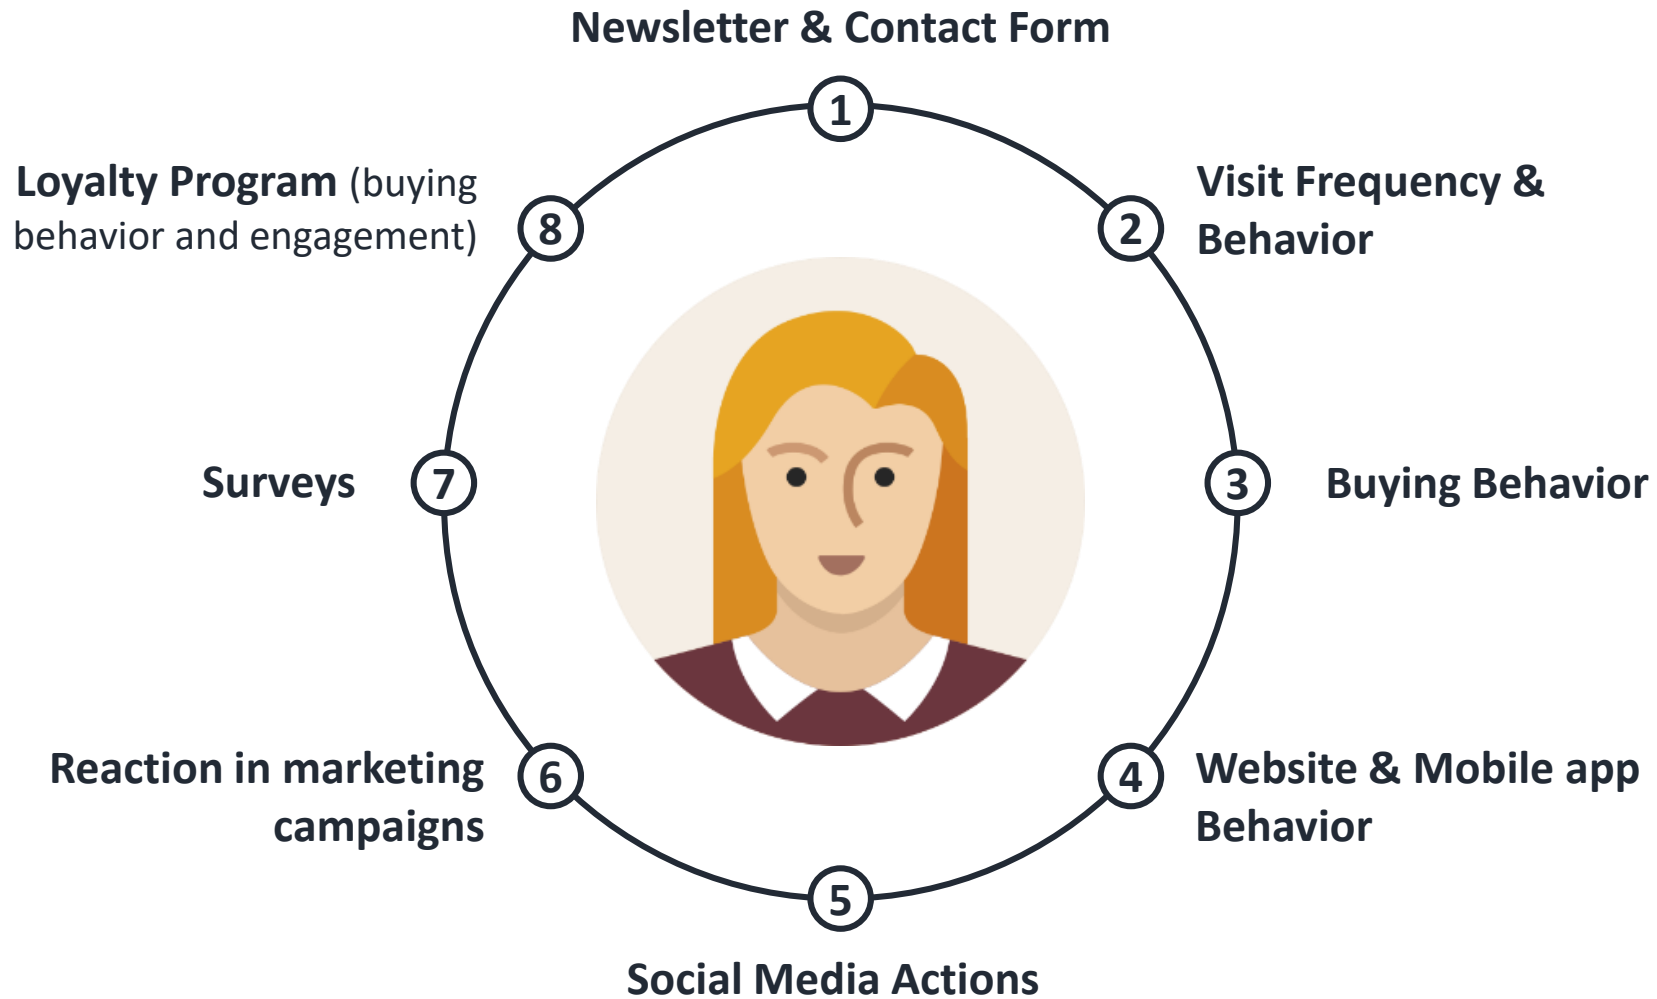 Newsletter & Contact Form
1
2
Visit Frequency &
Behavior
3
Buying Behavior
4
Website & Mobile app
Behavior
5
Social Media Actions
6
Reaction in marketing
campaigns
7
Surveys
8
Loyalty Program (buying
behavior and engagement)